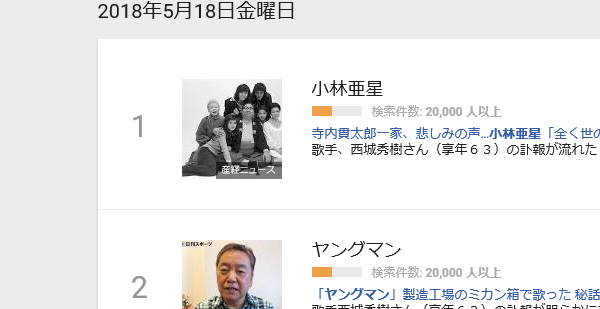 2018年5月18日金曜日
1
産経ニュース
小林亜星
検索件数: 20,000 人以上
寺内貫太郎一家、悲しみの声...小林亜星「全く世の
歌手、西城秀樹さん（享年６３）の訃報が流れた
2
日刊スポーツ
ヤングマン
検索件数: 20,000 人以上
「ヤングマン」製造工場のミカン箱で歌った 秘話